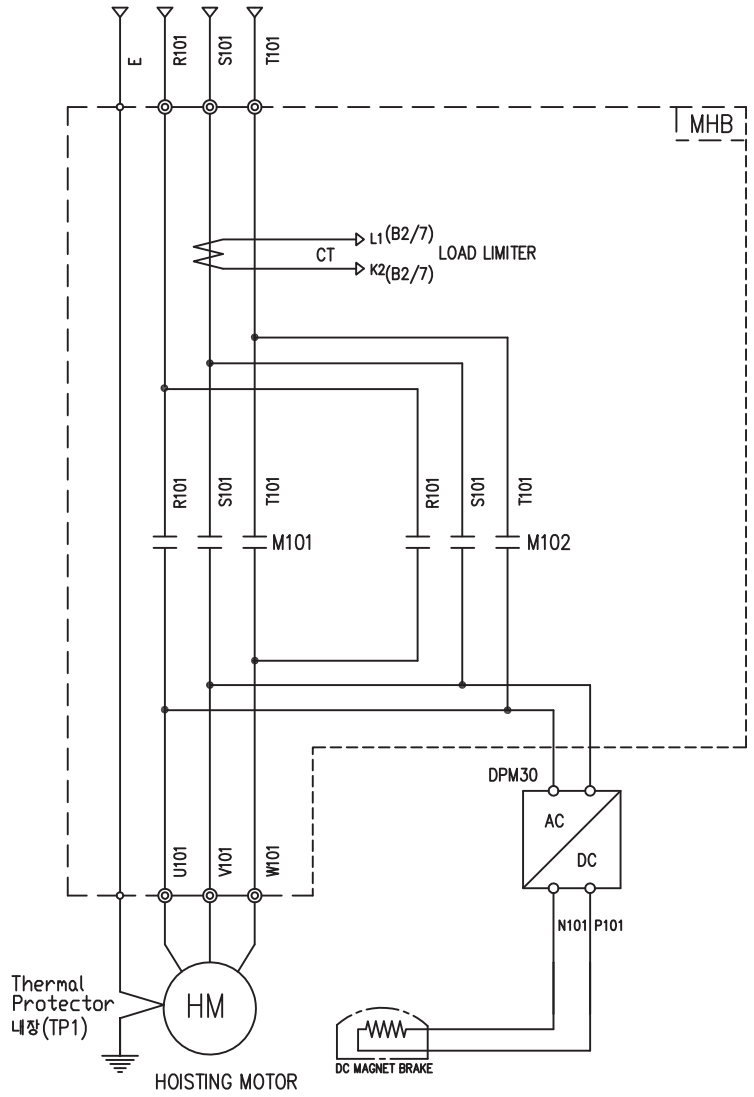 E
R101
S101
T101
MHB
L1(B2/7)
CT
LOAD LIMITER
K2(B2/7)
R101
S101
T101
R101
S101
T101
M101
M102
DPM30
AC
DC
U101
V101
W101
N101
P101
Thermal
Protector
내장(TP1)
HM
HOISTING MOTOR
DC MAGNET BRAKE